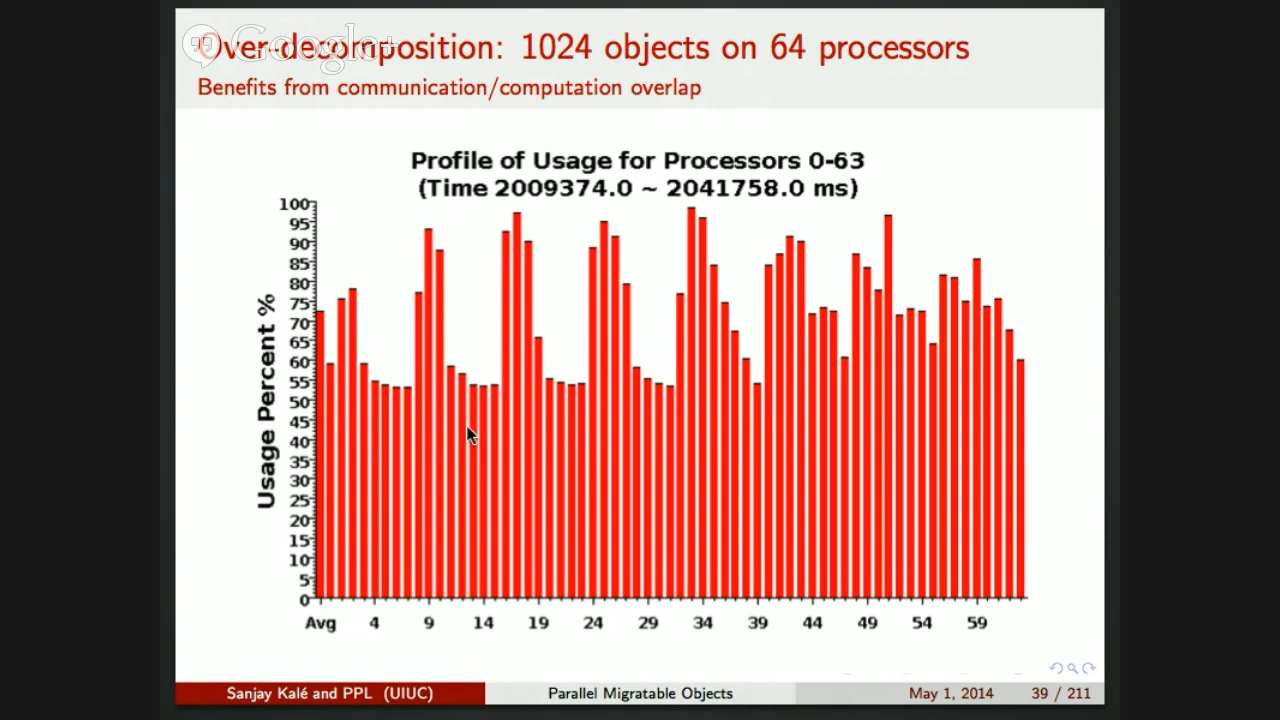 Over-decomposition: 1024 objects on 64 processors
Google+
Benefits from communication/computation overlap
Profile of Usage for Processors 0-63
(Time 2009374.0 ~ 2041758.0 ms)
Usage Percent %
100
95
90
85
80
75
70
65
60
55
50
45
40
35
30
25
20
15
10
5
0
Avg 4 9 14 19 24 29 34 39 44 49 54 59
Sanjay Kalé and PPL (UIUC) Parallel Migratable Objects May 1, 2014 39 / 211